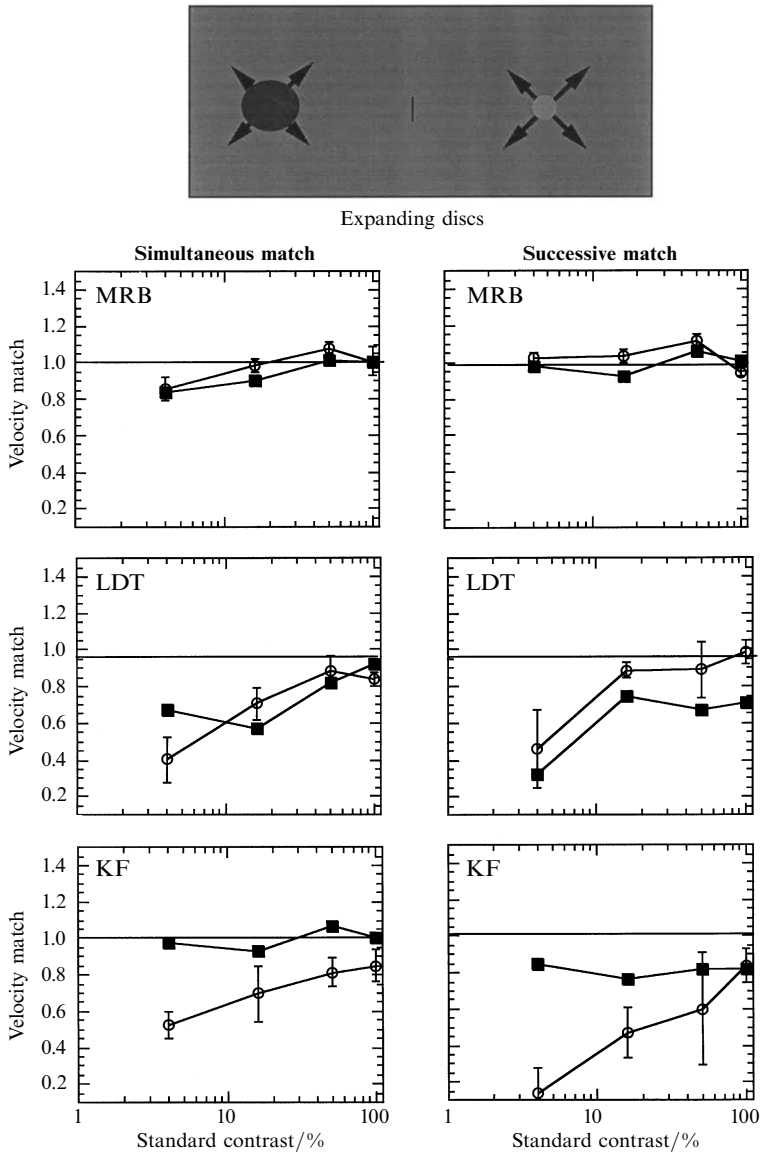 Expanding discs
Simultaneous match Successive match
1.4
MRB
1.2
1.0
0.8
0.6
0.4
0.2
Velocity match
MRB
1.4
LDT
1.2
1.0
0.8
0.6
0.4
0.2
Velocity match
LDT
1.4
KF
1.2
1.0
0.8
0.6
0.4
0.2
Velocity match
KF
1 10 100 1 10 100
Standard contrast/% Standard contrast/%